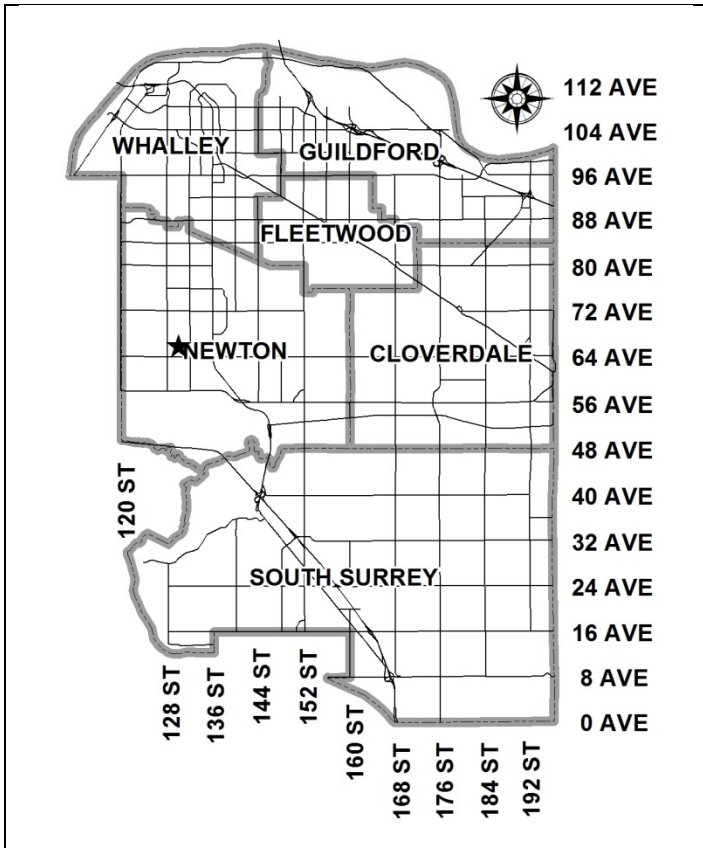 112 AVE
104 AVE
WHALLEY
GUILDFORD
96 AVE
88 AVE
FLEETWOOD
80 AVE
72 AVE
NEWTON
CLOVERDALE
64 AVE
56 AVE
48 AVE
120 ST
40 AVE
32 AVE
SOUTH SURREY
24 AVE
16 AVE
128 ST
136 ST
144 ST
152 ST
160 ST
8 AVE
0 AVE
168 ST
176 ST
184 ST
192 ST